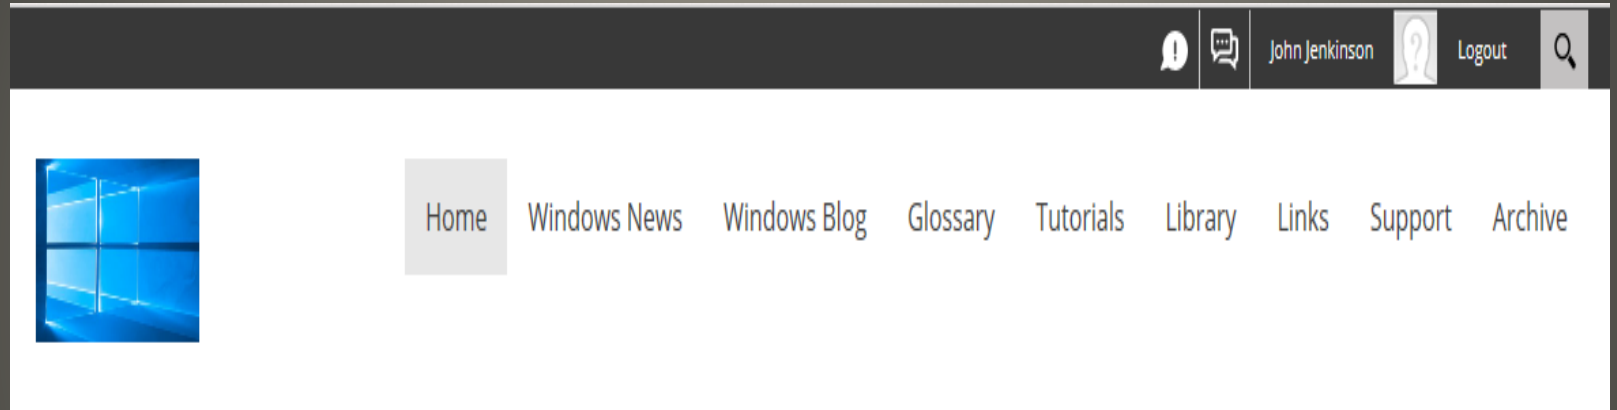 John Jenkinson Logout
Home Windows News Windows Blog Glossary Tutorials Library Links Support Archive